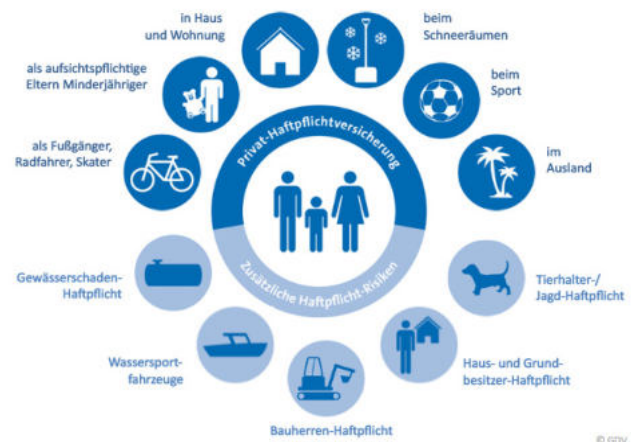 in Haus
und Wohnung
beim
Schneeräumen
als aufsichtspflichtige
Eltern Minderjähriger
beim
Sport
als Fußgänger,
Radfahrer, Skater
im
Ausland
Privat-Haftpflichtversicherung
Zusätzliche Haftpflicht-Risiken
Gewässerschaden-
Haftpflicht
Tierhalter-/
Jagd-Haftpflicht
Wassersport-
fahrzeuge
Haus- und Grund-
besitzer-Haftpflicht
Bauherren-Haftpflicht
© GDV